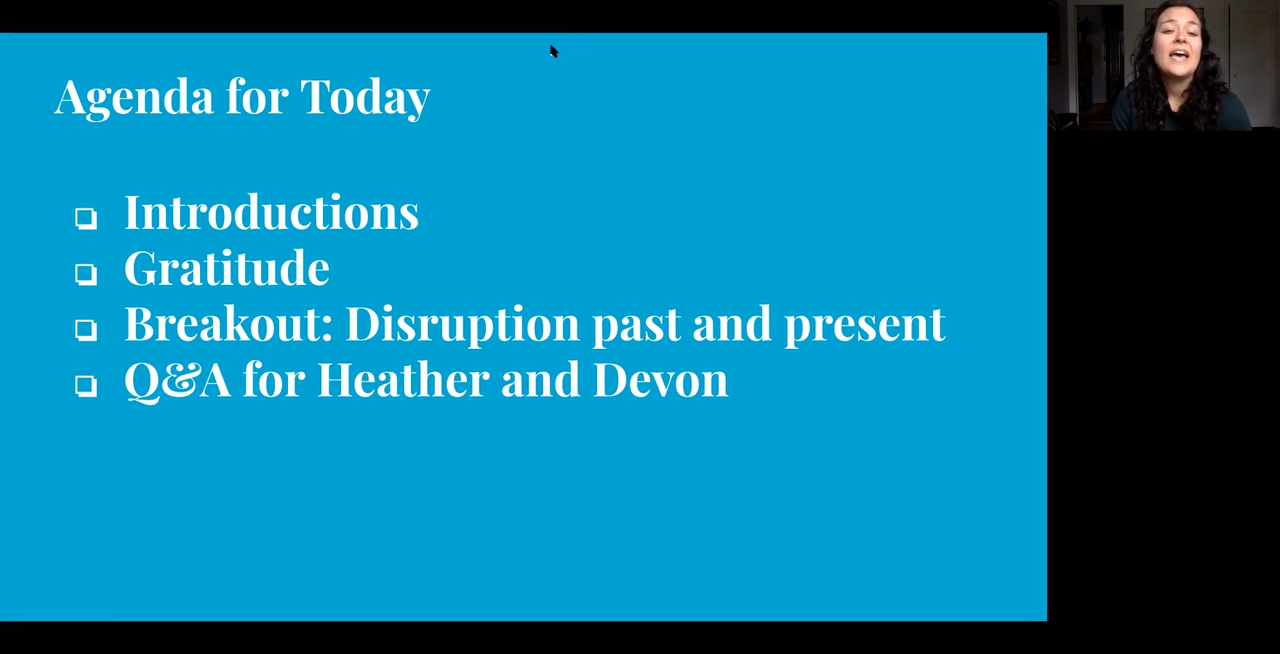 Agenda for Today
Introductions
Gratitude
Breakout: Disruption past and present
Q&A for Heather and Devon